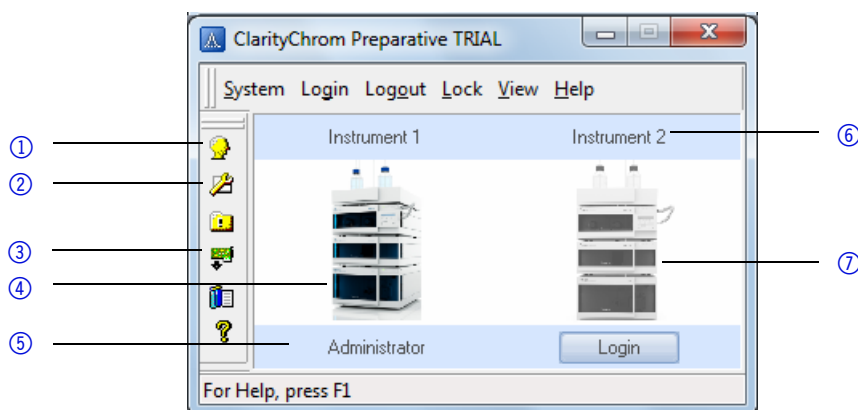 ClarityChrom Preparative TRIAL
System Login Logout Lock View Help
Instrument 1 Instrument 2
① ⑥
②
③
④ ⑦
⑤ Administrator Login
For Help, press F1